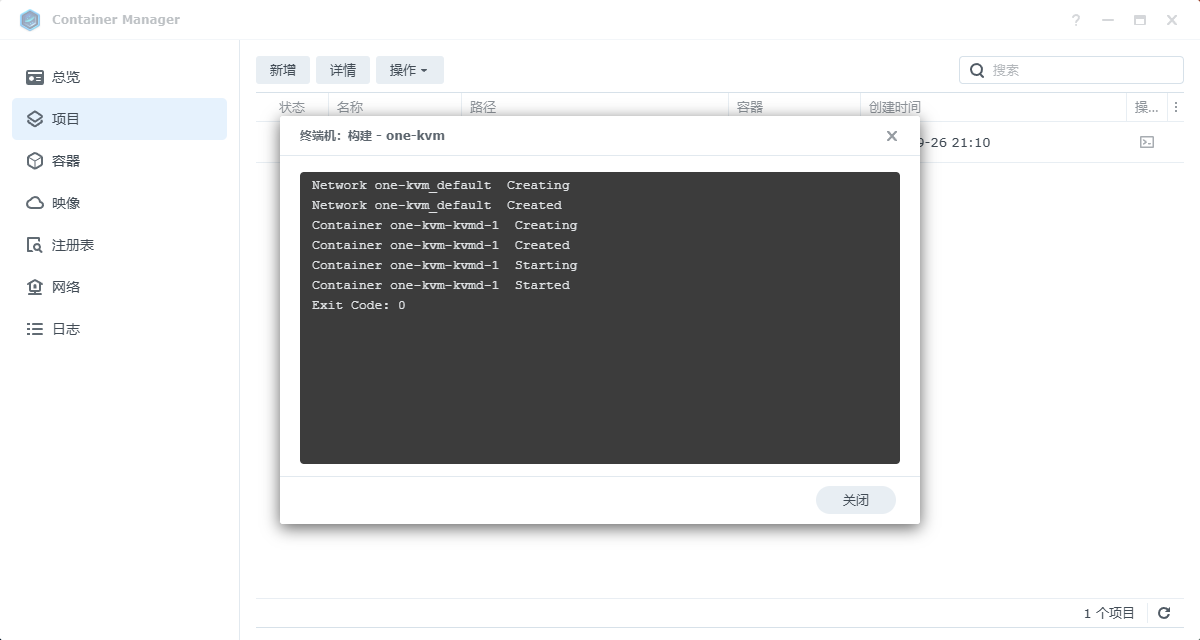 Container Manager
总览
项目
容器
映像
注册表
网络
日志
新增 详情 操作
搜索
状态 名称 路径 容器 创建时间 操...
-26 21:10
终端机: 构建 - one-kvm
Network one-kvm_default  Creating
Network one-kvm_default  Created
Container one-kvm-kvmd-1  Creating
Container one-kvm-kvmd-1  Created
Container one-kvm-kvmd-1  Starting
Container one-kvm-kvmd-1  Started
Exit Code: 0
关闭
1 个项目